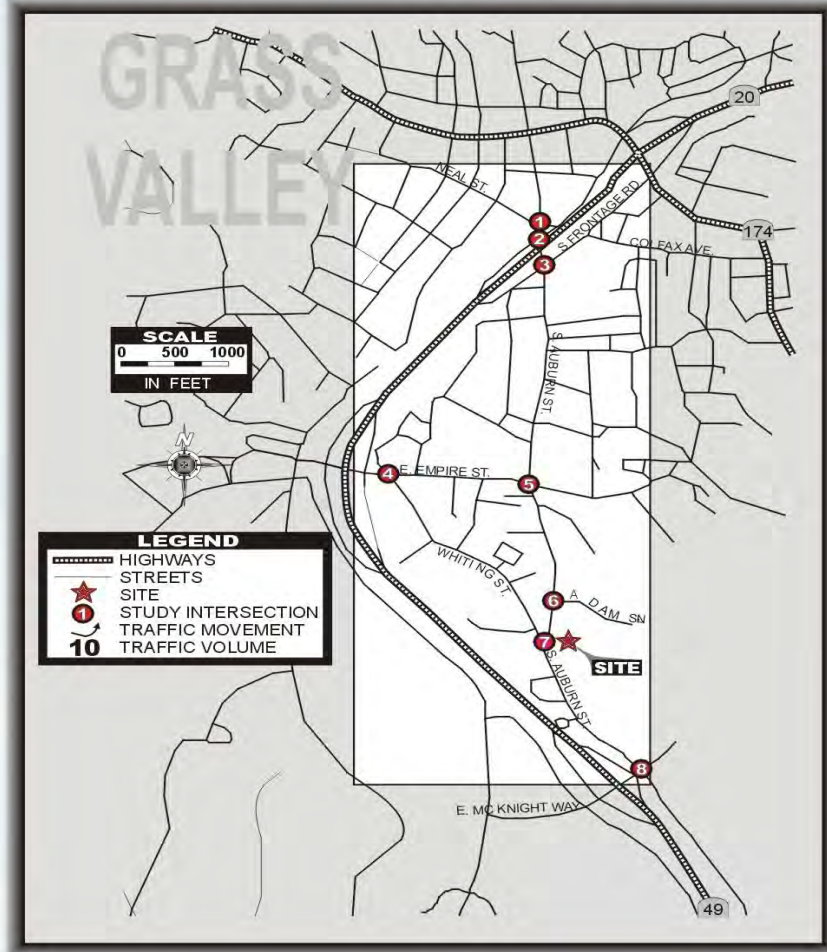 GRASS
VALLEY
20
NEAL ST.
S FRONTAGE RD
1
2
3
COLFAX AVE.
174
SCALE
0 500 1000
IN FEET
S. AUBURN ST.
N
4
E. EMPIRE ST.
5
LEGEND
HIGHWAYS
STREETS
SITE
1 STUDY INTERSECTION
TRAFFIC MOVEMENT
10 TRAFFIC VOLUME
WHITING ST.
6
A DAM SN
7
SITE
S. AUBURN ST.
8
E. MC KNIGHT WAY
49